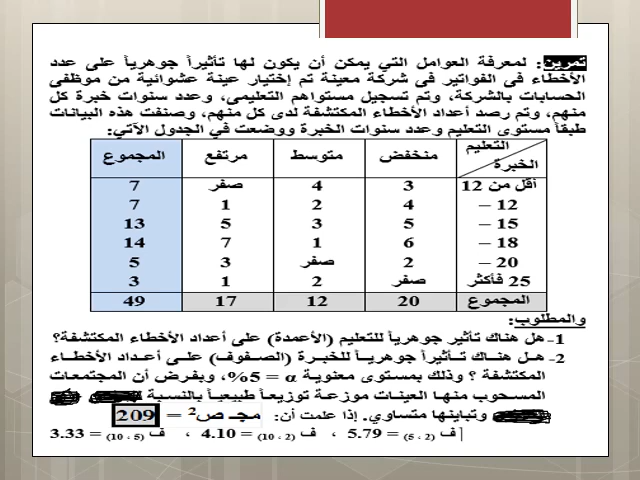 تمرين: لمعرفة العوامل التي يمكن أن يكون لها تأثيراً جوهرياً على عدد
الأخطاء فى الفواتير فى شركة معينة تم إختيار عينة عشوائية من موظفى
الحسابات بالشركة، وتم تسجيل مستواهم التعليمى، وعدد سنوات خبرة كل
منهم، وتم رصد أعداد الأخطاء المكتشفة لدى كل منهم، وصنفت هذه البيانات
طبقاً مستوى التعليم وعدد سنوات الخبرة ووضعت في الجدول الآتي:
التعليم الخبرة منخفض متوسط مرتفع المجموع
أقل من 12 3 4 صفر 7
12 – 4 2 1 7
15 – 5 3 5 13
18 – 6 1 7 14
20 – 2 صفر 3 5
25 فأكثر صفر 2 1 3
المجموع 20 12 17 49
والمطلوب:
1- هل هناك تأثير جوهرياً للتعليم (الأعمدة) على أعداد الأخطاء المكتشفة؟
2- هل هناك تأثيراً جوهرياً للخبرة (الصفوف) على أعداد الأخطاء
المكتشفة ؟ وذلك بمستوى معنوية α = 5%، وبفرض أن المجتمعات
المسحوب منها العينات موزعة توزيعاً طبيعياً بالنسبة
وتباينها متساوي. إذا علمت أن: مجـ ص2 = 209
ف (2 ، 5) = 5.79 ، ف (2 ، 10) = 4.10 ، ف (5 ، 10) = 3.33